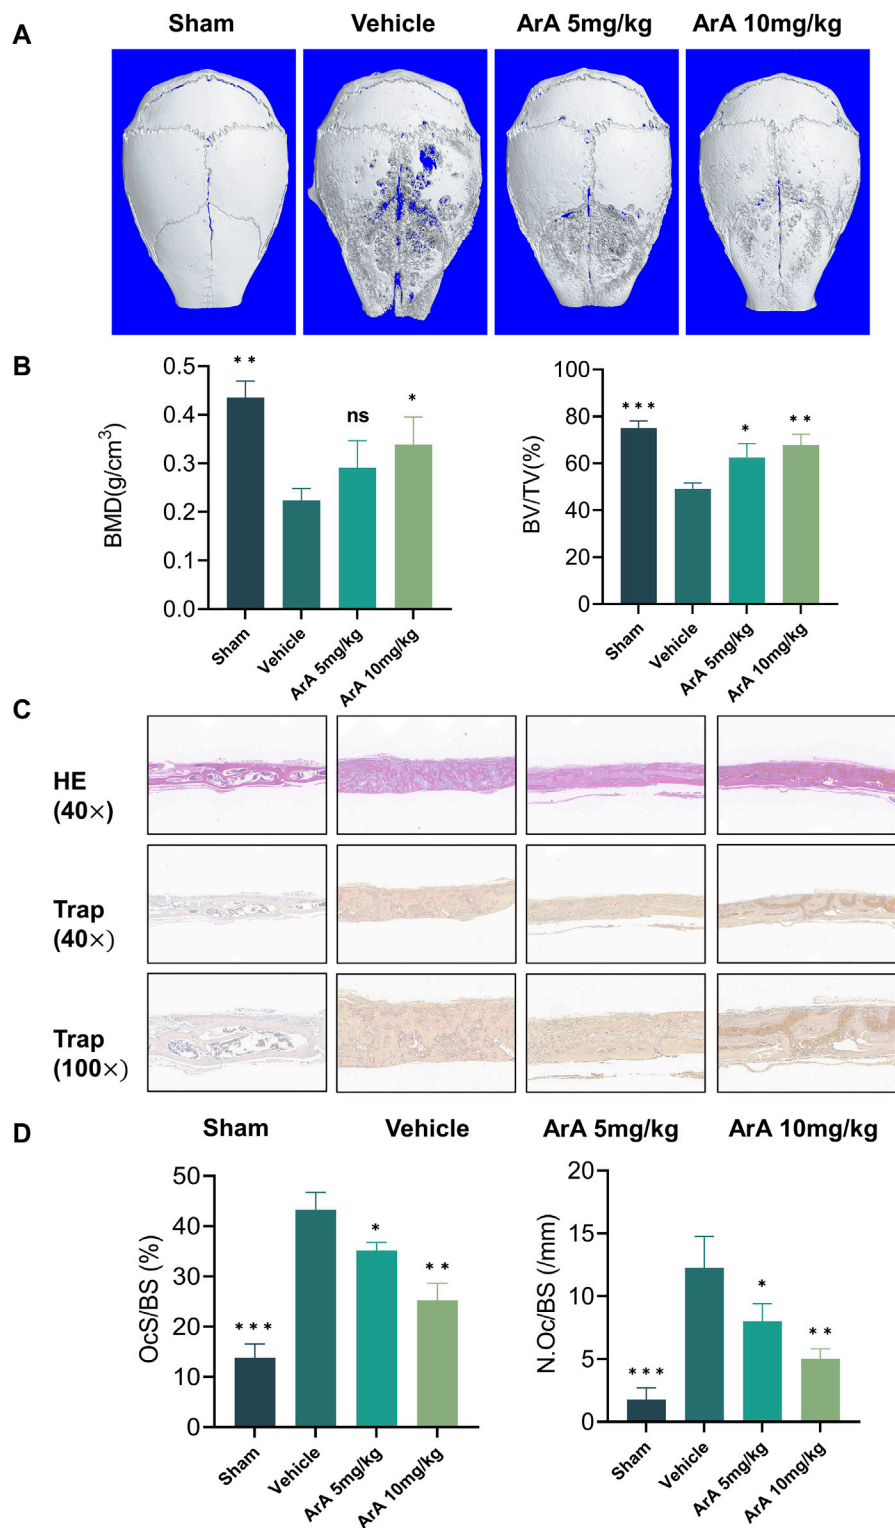 A
Sham Vehicle ArA 5mg/kg ArA 10mg/kg
B
BMD(g/cm³)
0.5
0.4
0.3
0.2
0.1
0.0
* *
ns
*
Sham
Vehicle
ArA 5mg/kg
ArA 10mg/kg
BV/TV(%)
100
80
60
40
20
0
* * *
*
* *
Sham
Vehicle
ArA 5mg/kg
ArA 10mg/kg
C
HE
(40×)
Trap
(40×)
Trap
(100×)
Sham Vehicle ArA 5mg/kg ArA 10mg/kg
D
OcS/BS (%)
50
40
30
20
10
0
* * *
*
* *
Sham
Vehicle
ArA 5mg/kg
ArA 10mg/kg
N.Oc/BS (/mm)
20
15
10
5
0
* * *
*
* *
Sham
Vehicle
ArA 5mg/kg
ArA 10mg/kg